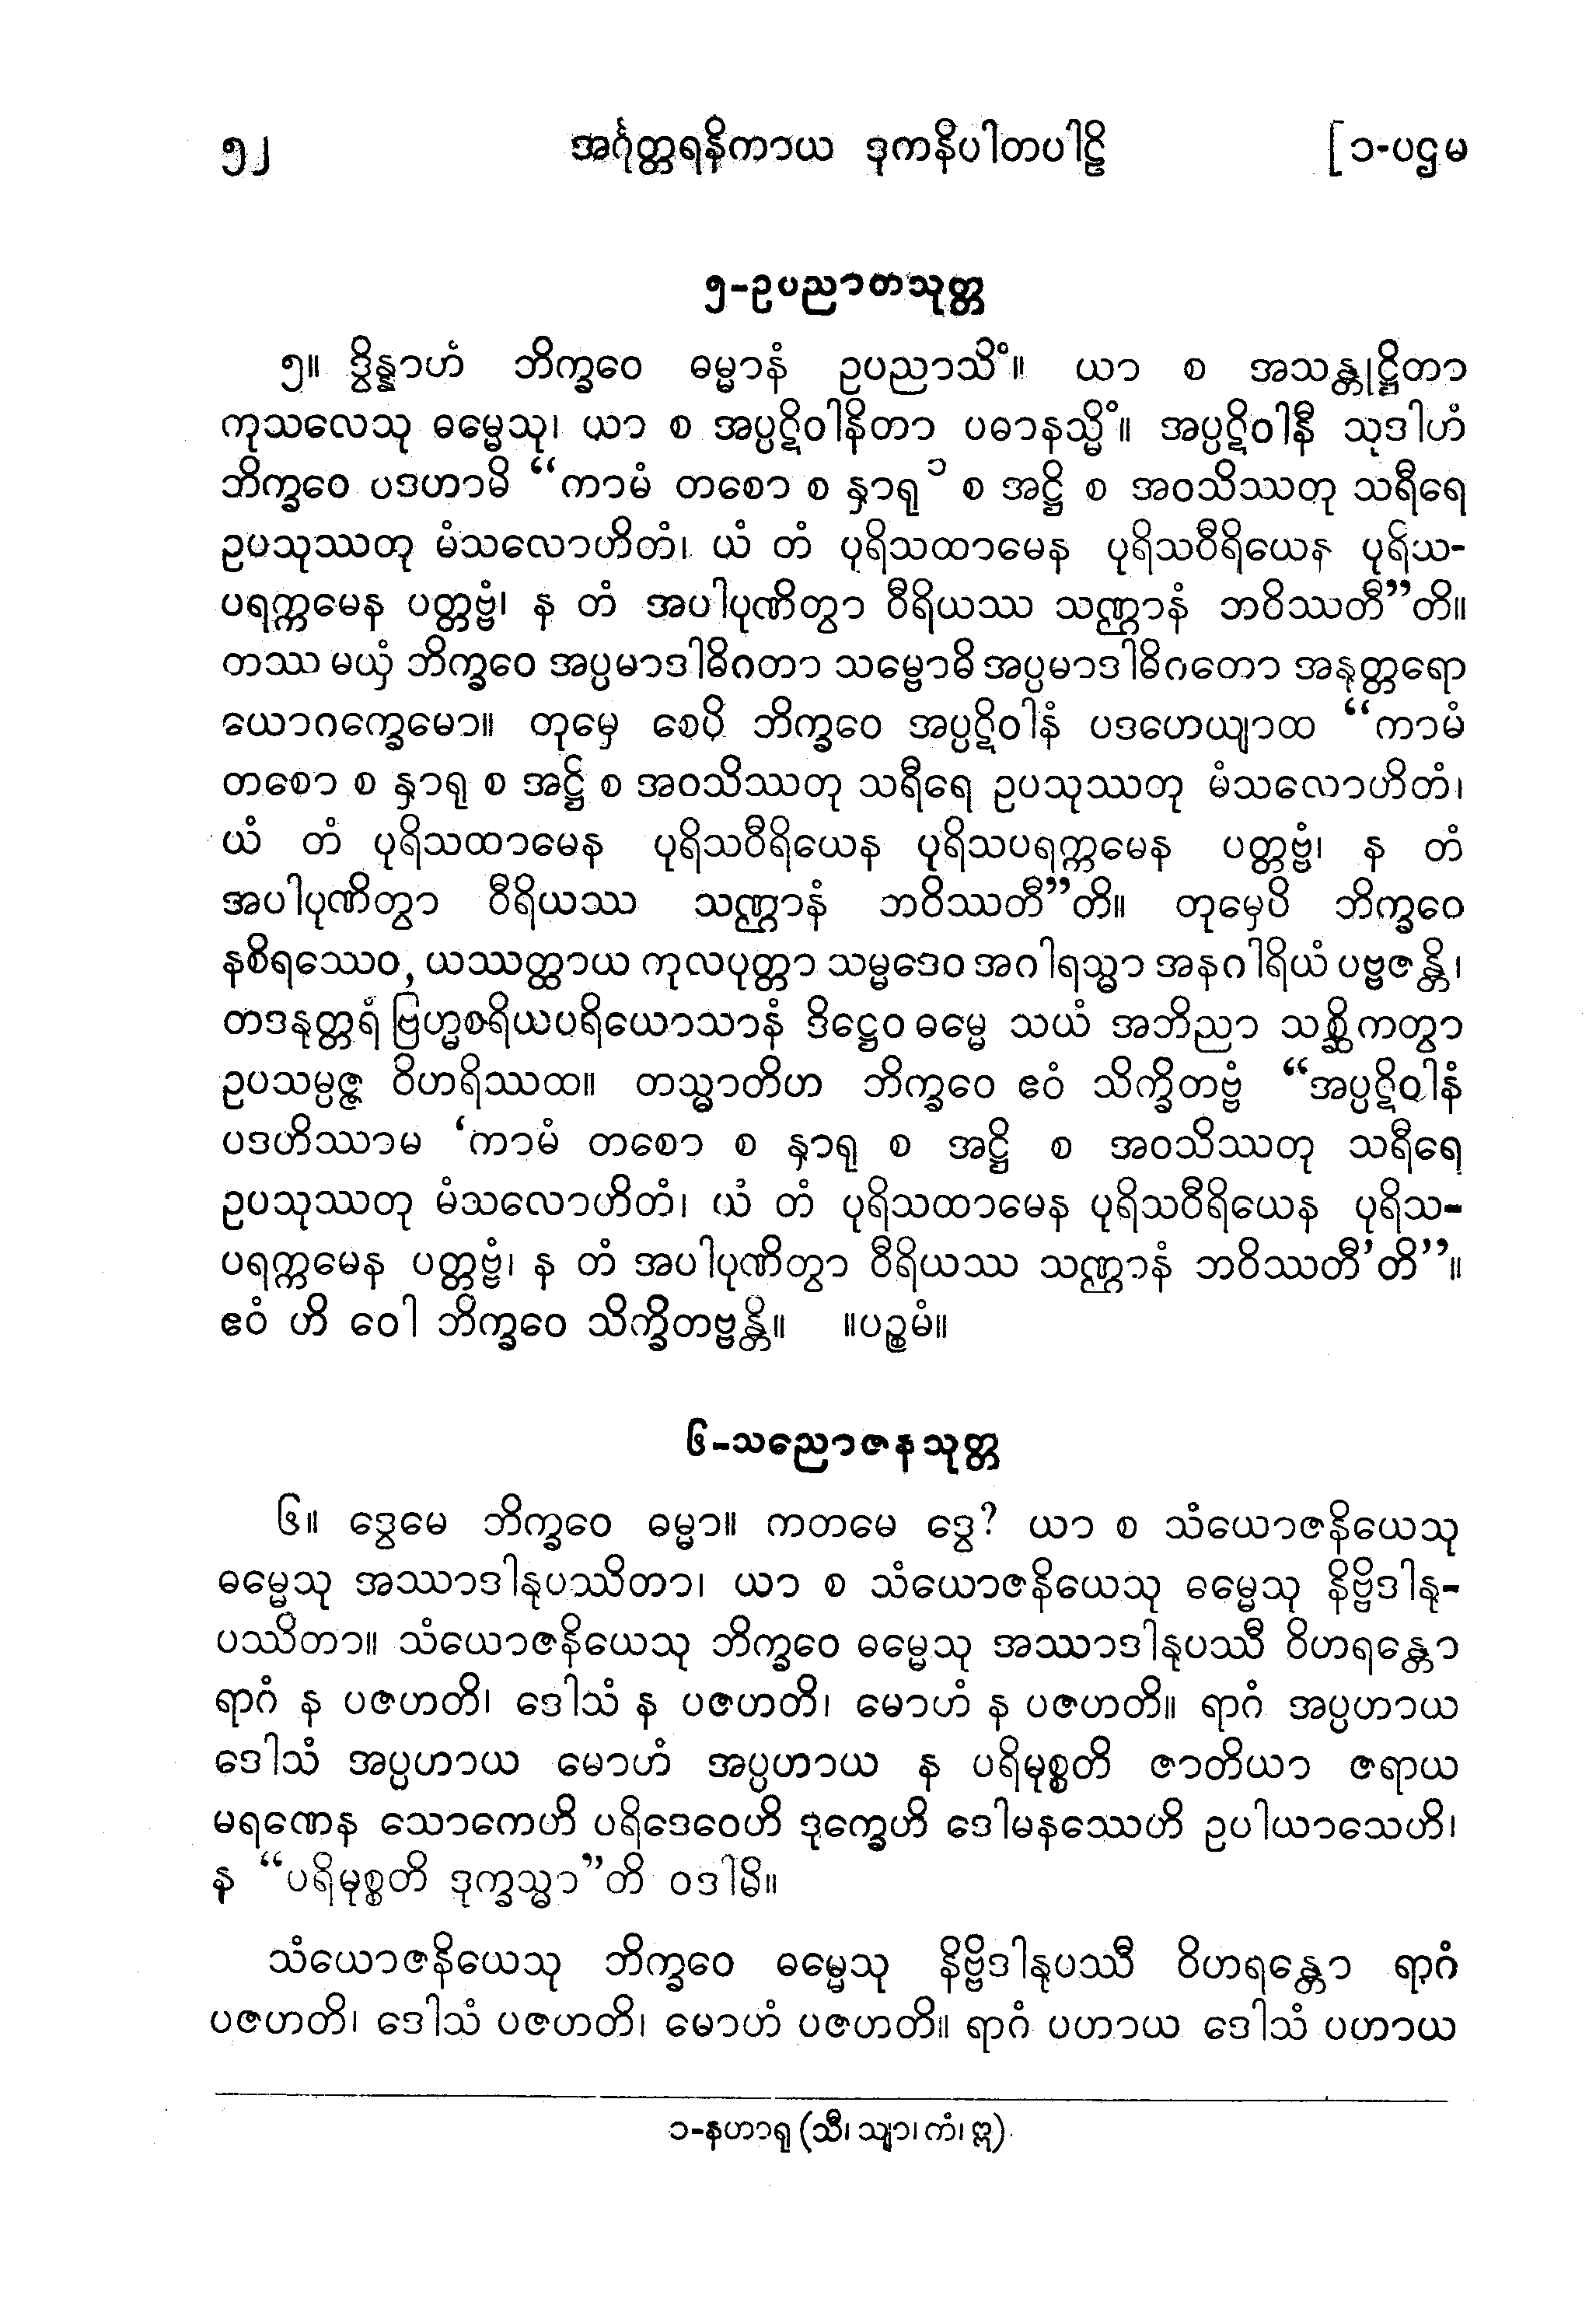 ၅၂ အင်္ဂုတ္တရနိကာယ ဒုကနိပါတပါဠိ [၁-ပဌမ
၅-ဥပညာတသုတ္တ
၅။ ဒွိန္နာဟံ ဘိက္ခဝေ ဓမ္မာနံ ဥပညာသိံ။ ယာ စ အသန္တုဋ္ဌိတာ
ကုသလေသု ဓမ္မေသု၊ ယာ စ အပ္ပဋိဝါနိတာ ပဓာနသ္မိံ။ အပ္ပဋိဝါနီ သုဒါဟံ
ဘိက္ခဝေ ပဒဟာမိ “ကာမံ တစော စ နှာရု ၁ စ အဋ္ဌိ စ အဝသိဿတု သရီရေ
ဥပသုဿတု မံသလောဟိတံ၊ ယံ တံ ပုရိသထာမေန ပုရိသဝီရိယေန ပုရိသ-
ပရက္ကမေန ပတ္တဗ္ဗံ၊ န တံ အပါပုဏိတွာ ဝီရိယဿ သဏ္ဌာနံ ဘဝိဿတီ”တိ။
တဿ မယှံ ဘိက္ခဝေ အပ္ပမာဒါဓိဂတာ သမ္ဗောဓိ အပ္ပမာဒါဓိဂတော အနုတ္တရော
ယောဂက္ခေမော။ တုမှေ စေပိ ဘိက္ခဝေ အပ္ပဋိဝါနံ ပဒဟေယျာထ “ကာမံ
တစော စ နှာရု စ အဋ္ဌိ စ အဝသိဿတု သရီရေ ဥပသုဿတု မံသလောဟိတံ၊
ယံ တံ ပုရိသထာမေန ပုရိသဝီရိယေန ပုရိသပရက္ကမေန ပတ္တဗ္ဗံ၊ န တံ
အပါပုဏိတွာ ဝီရိယဿ သဏ္ဌာနံ ဘဝိဿတီ”တိ။ တုမှေပိ ဘိက္ခဝေ
နစိရဿေဝ, ယဿတ္ထာယ ကုလပုတ္တာ သမ္မဒေဝ အဂါရသ္မာ အနဂါရိယံ ပဗ္ဗဇန္တိ၊
တဒနုတ္တရံ ဗြဟ္မစရိယပရိယောသာနံ ဒိဋ္ဌေဝ ဓမ္မေ သယံ အဘိညာ သစ္ဆိကတွာ
ဥပသမ္ပဇ္ဇ ဝိဟရိဿထ။ တသ္မာတိဟ ဘိက္ခဝေ ဧဝံ သိက္ခိတဗ္ဗံ “အပ္ပဋိဝါနံ
ပဒဟိဿာမ ‘ကာမံ တစော စ နှာရု စ အဋ္ဌိ စ အဝသိဿတု သရီရေ
ဥပသုဿတု မံသလောဟိတံ၊ ယံ တံ ပုရိသထာမေန ပုရိသဝီရိယေန ပုရိသ-
ပရက္ကမေန ပတ္တဗ္ဗံ၊ န တံ အပါပုဏိတွာ ဝီရိယဿ သဏ္ဌာနံ ဘဝိဿတီ’တိ”။
ဧဝံ ဟိ ဝေါ ဘိက္ခဝေ သိက္ခိတဗ္ဗန္တိ။ ။ပဉ္စမံ။
၆-သညောဇနသုတ္တ
၆။ ဒွေမေ ဘိက္ခဝေ ဓမ္မာ။ ကတမေ ဒွေ? ယာ စ သံယောဇနိယေသု
ဓမ္မေသု အဿာဒါနုပဿိတာ၊ ယာ စ သံယောဇနိယေသု ဓမ္မေသု နိဗ္ဗိဒါနု-
ပဿိတာ။ သံယောဇနိယေသု ဘိက္ခဝေ ဓမ္မေသု အဿာဒါနုပဿီ ဝိဟရန္တော
ရာဂံ န ပဇဟတိ၊ ဒေါသံ န ပဇဟတိ၊ မောဟံ န ပဇဟတိ။ ရာဂံ အပ္ပဟာယ
ဒေါသံ အပ္ပဟာယ မောဟံ အပ္ပဟာယ န ပရိမုစ္စတိ ဇာတိယာ ဇရာယ
မရဏေန သောကေဟိ ပရိဒေဝေဟိ ဒုက္ခေဟိ ဒေါမနဿေဟိ ဥပါယာသေဟိ၊
န “ပရိမုစ္စတိ ဒုက္ခသ္မာ”တိ ဝဒါမိ။
သံယောဇနိယေသု ဘိက္ခဝေ ဓမ္မေသု နိဗ္ဗိဒါနုပဿီ ဝိဟရန္တော ရာဂံ
ပဇဟတိ၊ ဒေါသံ ပဇဟတိ၊ မောဟံ ပဇဟတိ။ ရာဂံ ပဟာယ ဒေါသံ ပဟာယ
၁-နဟာရု (သီ၊ သျာ၊ ကံ၊ ဣ)